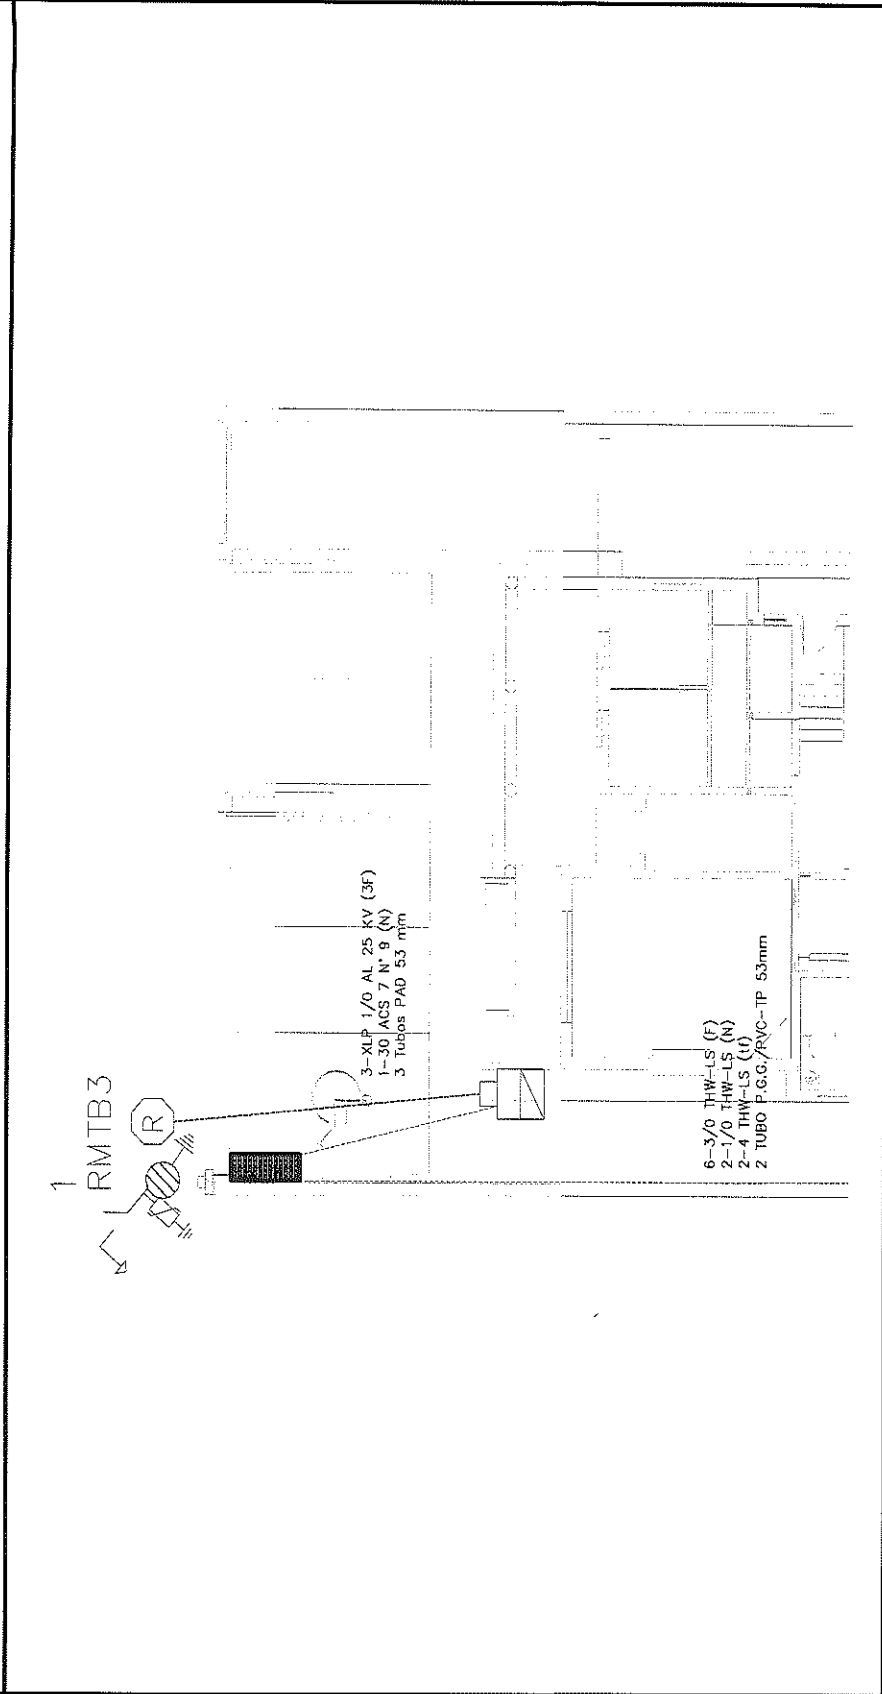 1
RMTB3
R
3-XLP 1/0 AL 25 KV (3F)
1-30 ACS 7 N° 9 (N)
3 Tubos PAD 53 mm
6-3/0 THW-LS (F)
2-1/0 THW-LS (N)
2-4 THW-LS (tf)
2 TUBO P.G.G./PVC-TP 53mm